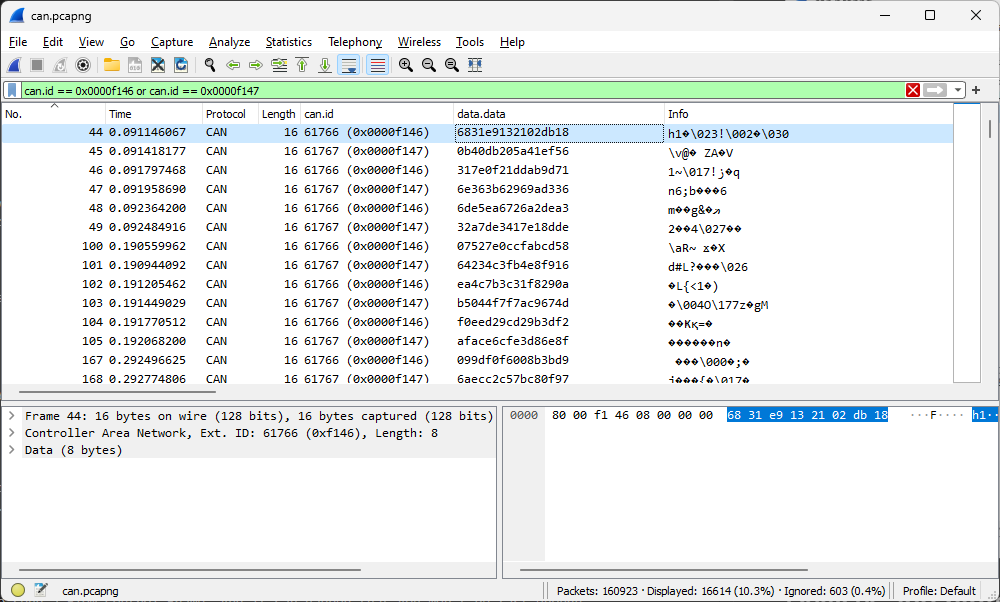 can.pcapng
File Edit View Go Capture Analyze Statistics Telephony Wireless Tools Help
can.id == 0x0000f146 or can.id == 0x0000f147
No. Time Protocol Length can.id data.data Info
44 0.091146067 CAN 16 61766 (0x0000f146) 6831e9132102db18 h1�\023!\002�\030
45 0.091418177 CAN 16 61767 (0x0000f147) 0b40db205a41ef56 \v@� ZA�V
46 0.091797468 CAN 16 61766 (0x0000f146) 317e0f21ddab9d71 1~\017!ݫ�q
47 0.091958690 CAN 16 61767 (0x0000f147) 6e363b62969ad336 n6;b���6
48 0.092364200 CAN 16 61766 (0x0000f146) 6de5ea6726a2dea3 m��g&�ޣ
49 0.092484916 CAN 16 61767 (0x0000f147) 32a7de3417e18dde 2��4\027��
100 0.190559962 CAN 16 61766 (0x0000f146) 07527e0ccfabcd58 \aR~ ϫ�X
101 0.190944092 CAN 16 61767 (0x0000f147) 64234c3fb4e8f916 d#L?���\026
102 0.191205462 CAN 16 61766 (0x0000f146) ea4c7b3c31f8290a �L{<1�)
103 0.191449029 CAN 16 61767 (0x0000f147) b5044f7f7ac9674d �\004O\177z�gM
104 0.191770512 CAN 16 61766 (0x0000f146) f0eed29cd29b3df2 ��Ҝқ=�
105 0.192068200 CAN 16 61767 (0x0000f147) aface6cfe3d86e8f ������n�
167 0.292496625 CAN 16 61766 (0x0000f146) 099df0f6008b3bd9 ���\000�;�
168 0.292774806 CAN 16 61767 (0x0000f147) 6aecc2c57bc80f97 j���{�\017�
Frame 44: 16 bytes on wire (128 bits), 16 bytes captured (128 bits)
Controller Area Network, Ext. ID: 61766 (0xf146), Length: 8
Data (8 bytes)
0000 80 00 f1 46 08 00 00 00 68 31 e9 13 21 02 db 18 ···F···· h1··
can.pcapng
Packets: 160923 · Displayed: 16614 (10.3%) · Ignored: 603 (0.4%) Profile: Default